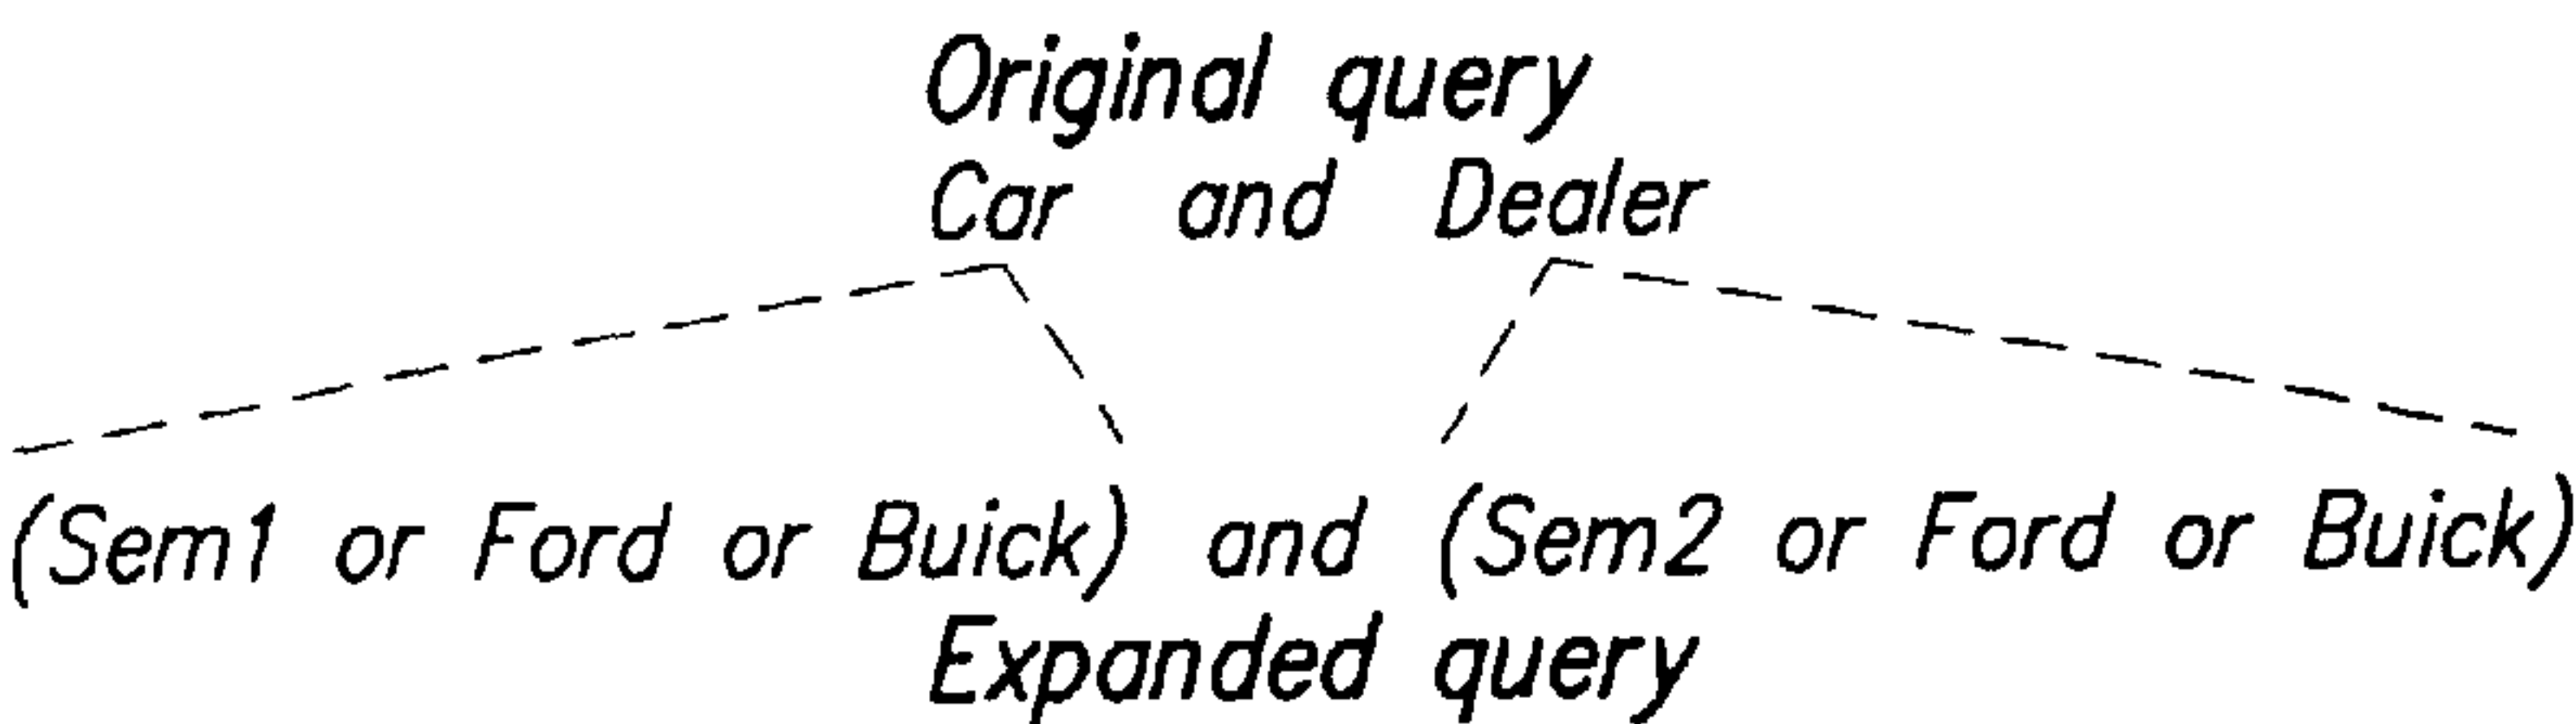 Original query
Car and Dealer
(Sem1 or Ford or Buick) and (Sem2 or Ford or Buick)
Expanded query